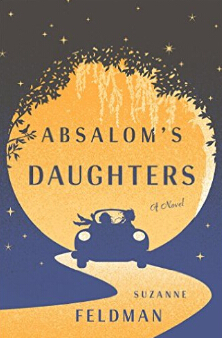 ABSALOM'S
DAUGHTERS
A Novel
SUZANNE
FELDMAN